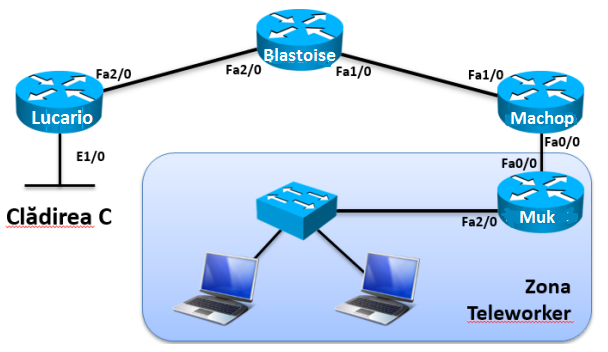 Blastoise
Fa2/0
Fa2/0
Fa1/0
Fa1/0
Lucario
Machop
Fa0/0
E1/0
Fa0/0
Clădirea C
Muk
Fa2/0
Zona
Teleworker